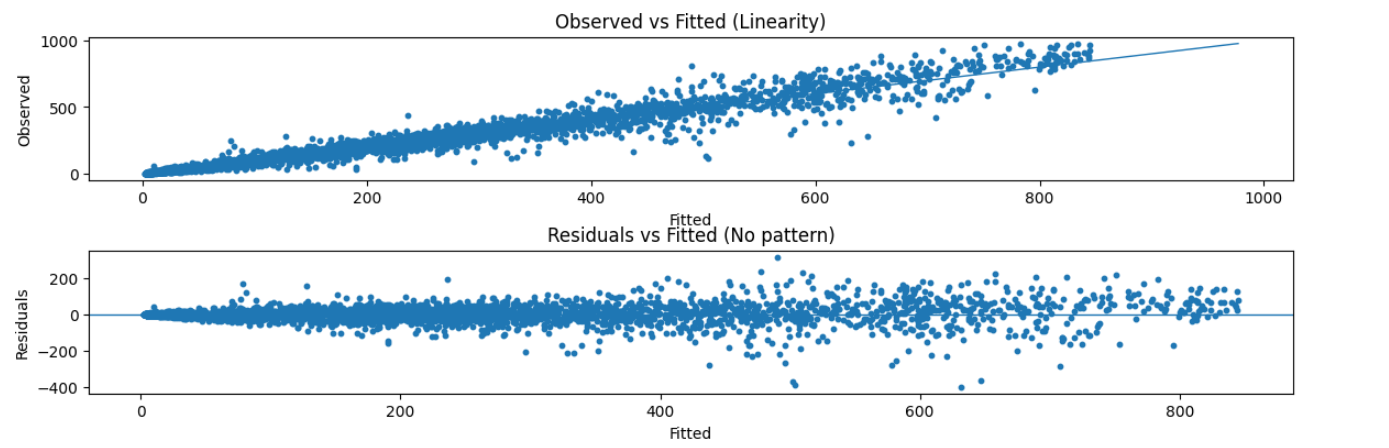 Observed vs Fitted (Linearity)
1000
500
0
Observed
0 200 400 600 800 1000
Fitted
Residuals vs Fitted (No pattern)
200
0
−200
−400
Residuals
0 200 400 600 800
Fitted